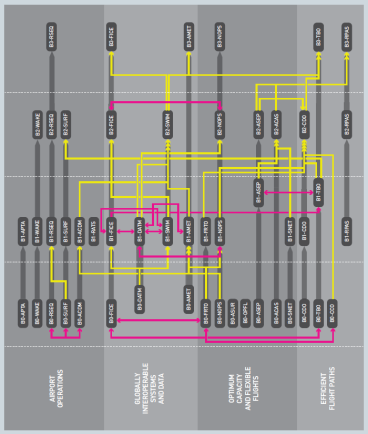 B3-RSEQ
B3-FICE
B3-AMET
B3-NOPS
B3-TBO
B3-RPAS
B2-WAKE
B2-RSEQ
B2-SURF
B2-FICE
B2-SWIM
B2-NOPS
B2-ASEP
B2-ACAS
B2-CDO
B2-RPAS
B1-ASEP
B1-TBO
B1-APTA
B1-WAKE
B1-RSEQ
B1-SURF
B1-ACDM
B1-RATS
B1-FICE
B1-DATM
B1-SWIM
B1-AMET
B1-FRTO
B1-NOPS
B1-SNET
B1-CDO
B1-RPAS
B0-APTA
B0-WAKE
B0-RSEQ
B0-SURF
B0-ACDM
B0-FICE
B0-DATM
B0-AMET
B0-FRTO
B0-NOPS
B0-ASUR
B0-OPFL
B0-ASEP
B0-ACAS
B0-SNET
B0-CDO
B0-TBO
B0-CCO
AIRPORT
OPERATIONS
GLOBALLY
INTEROPERABLE
SYSTEMS
AND DATA
OPTIMUM
CAPACITY
AND FLEXIBLE
FLIGHTS
EFFICIENT
FLIGHT PATHS